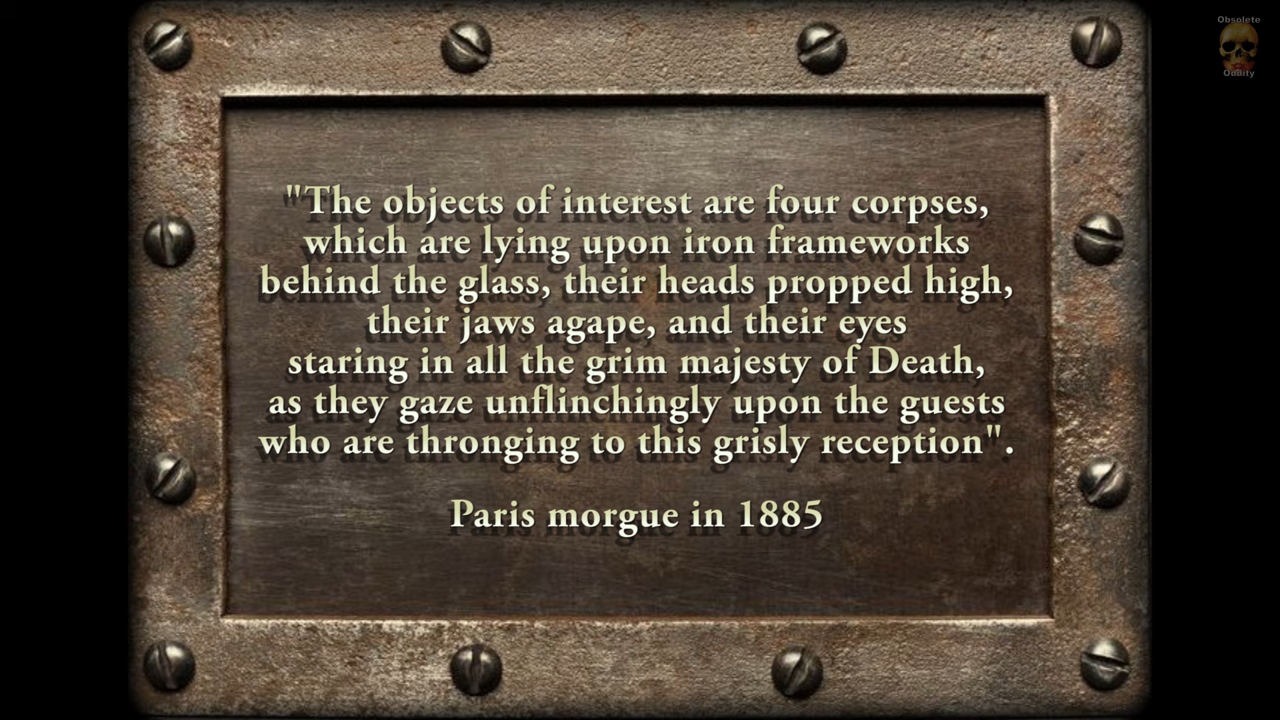 Obsolete
Oddity
"The objects of interest are four corpses,
which are lying upon iron frameworks
behind the glass, their heads propped high,
their jaws agape, and their eyes
staring in all the grim majesty of Death,
as they gaze unflinchingly upon the guests
who are thronging to this grisly reception".
Paris morgue in 1885